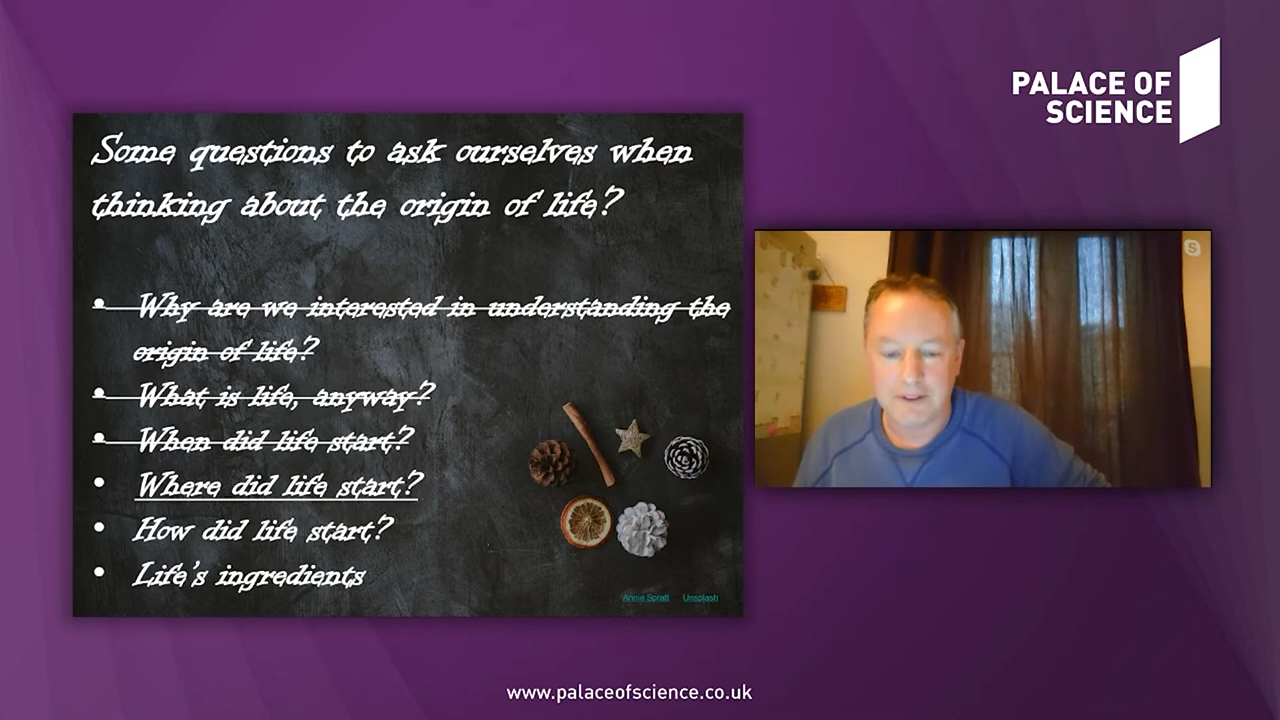 PALACE OF
SCIENCE
Some questions to ask ourselves when
thinking about the origin of life?
• Why are we interested in understanding the
origin of life?
• What is life, anyway?
• When did life start?
• Where did life start?
• How did life start?
• Life's ingredients
Annie Spratt Unsplash
www.palaceofscience.co.uk